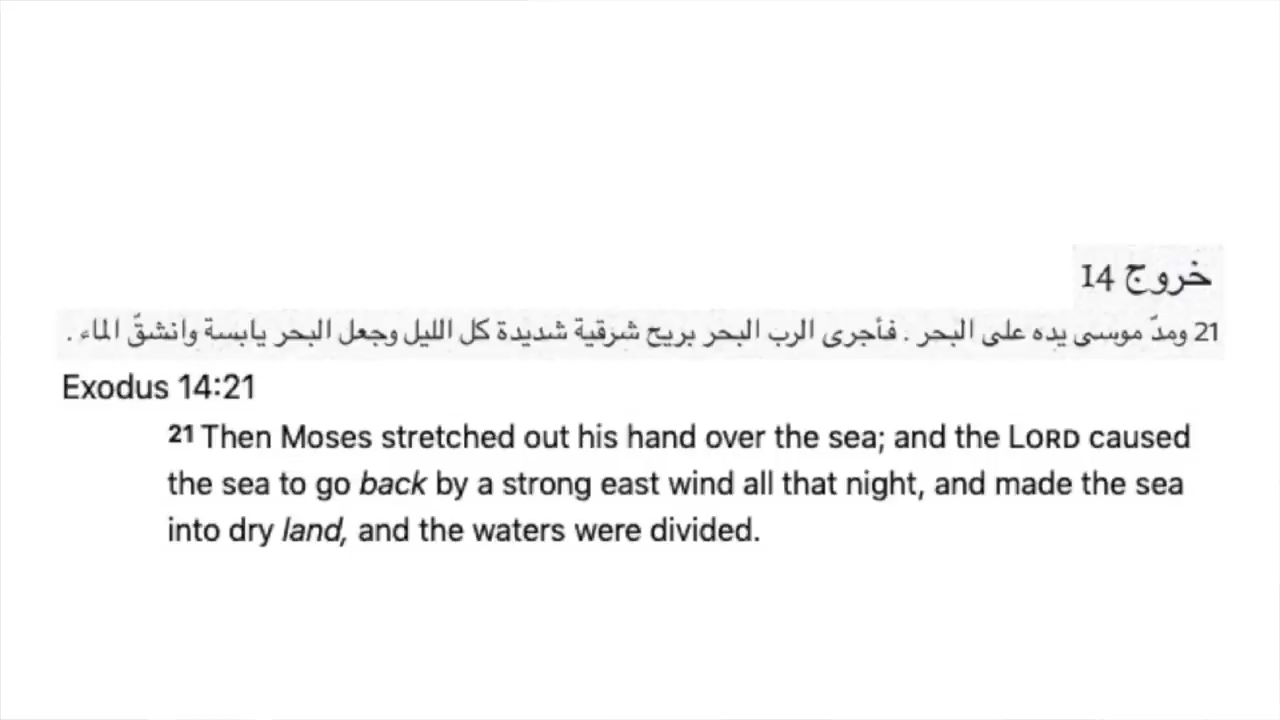 خروج 14
21 ومدّ موسى يده على البحر . فأجرى الرب البحر بريح شرقية شديدة كل الليل وجعل البحر يابسة وانشقّ الماء .
Exodus 14:21
21 Then Moses stretched out his hand over the sea; and the LORD caused
the sea to go back by a strong east wind all that night, and made the sea
into dry land, and the waters were divided.